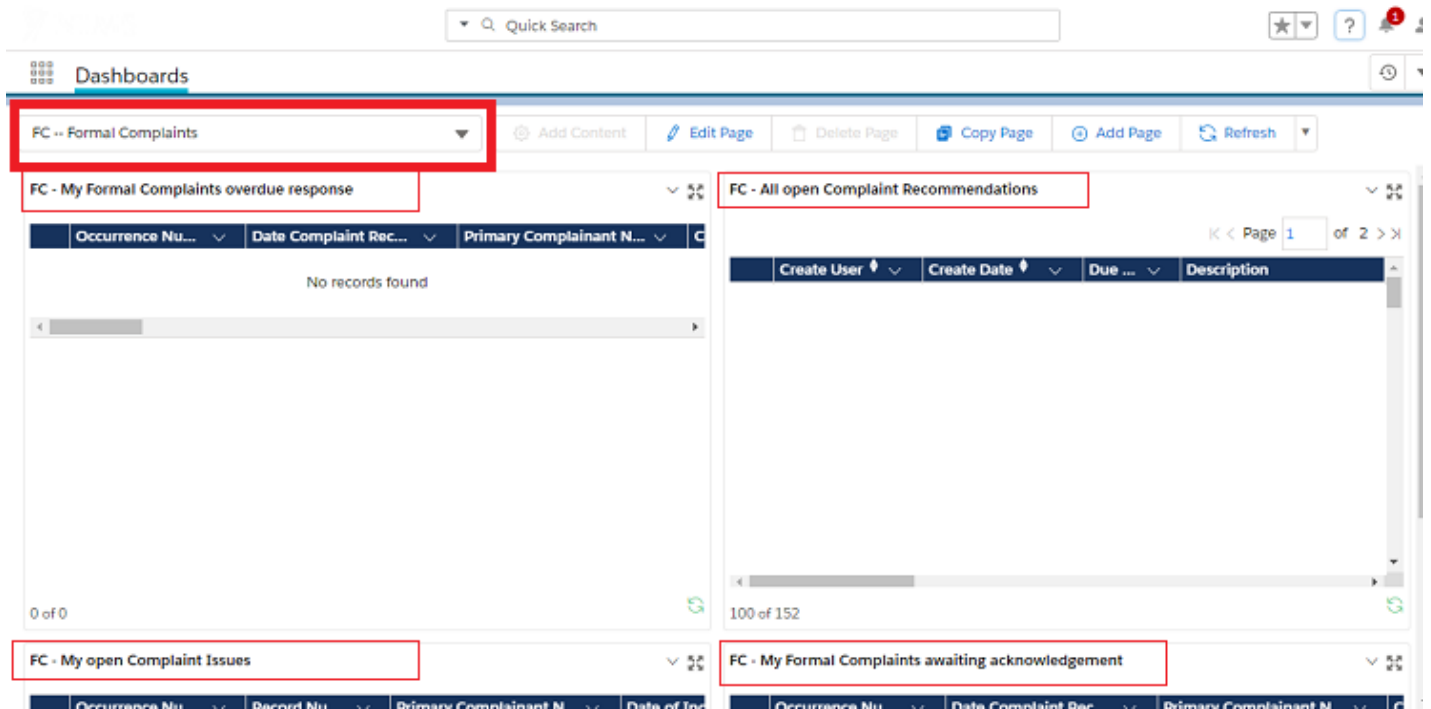 Quick Search
1
Dashboards
FC -- Formal Complaints
Add Content
Edit Page
Delete Page
Copy Page
Add Page
Refresh
FC - My Formal Complaints overdue response
Occurrence Nu... Date Complaint Rec... Primary Complainant N... C
No records found
0 of 0
FC - All open Complaint Recommendations
Page 1 of 2
Create User Create Date Due ... Description
100 of 152
FC - My open Complaint Issues
Occurrence Nu... Record Nu... Primary Complainant N... Date of Inc
FC - My Formal Complaints awaiting acknowledgement
Occurrence Nu... Date Complaint Rec... Primary Complainant N... C